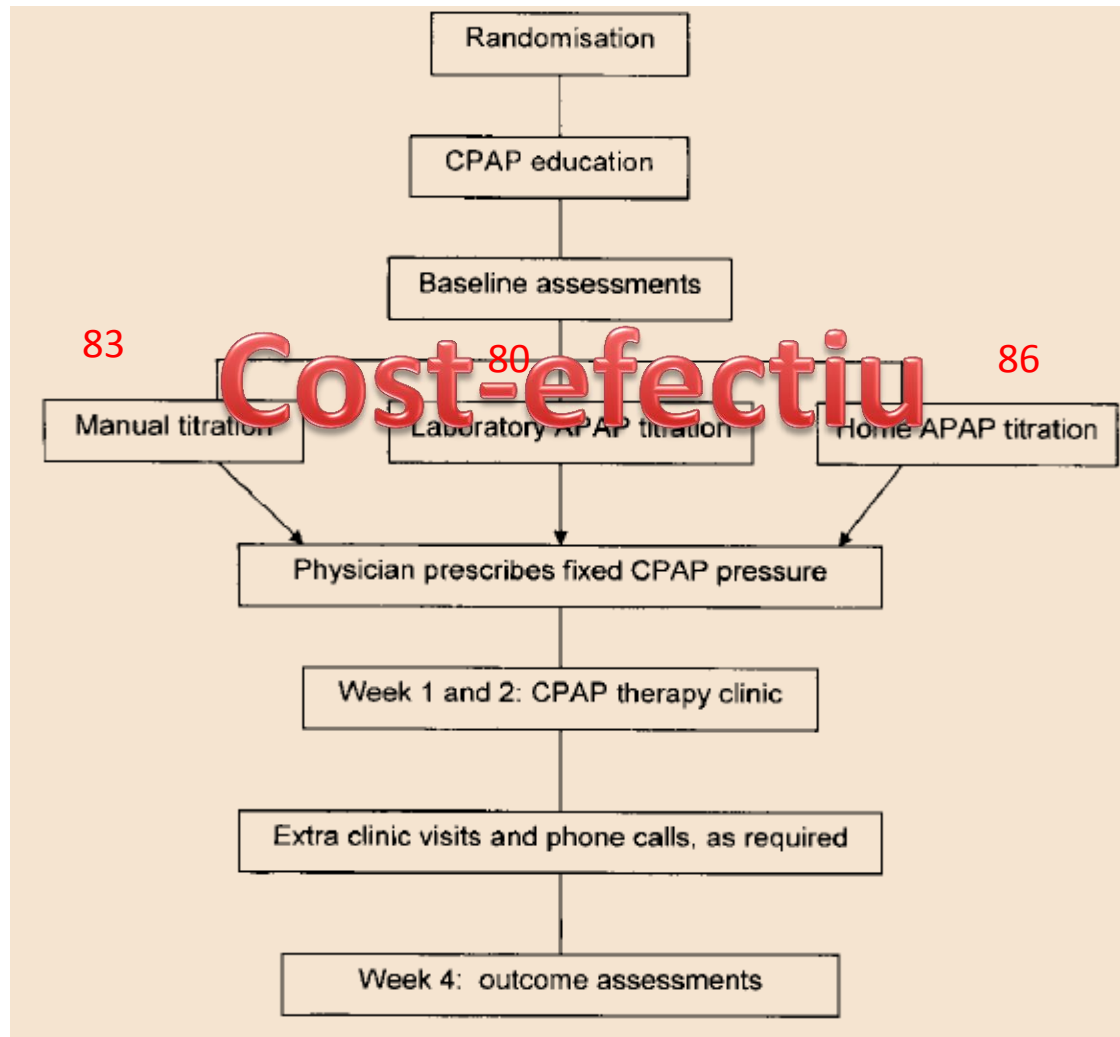 Randomisation
CPAP education
Baseline assessments
83
80
86
Cost-efectiu
Manual titration
Laboratory APAP titration
Home APAP titration
Physician prescribes fixed CPAP pressure
Week 1 and 2: CPAP therapy clinic
Extra clinic visits and phone calls, as required
Week 4: outcome assessments